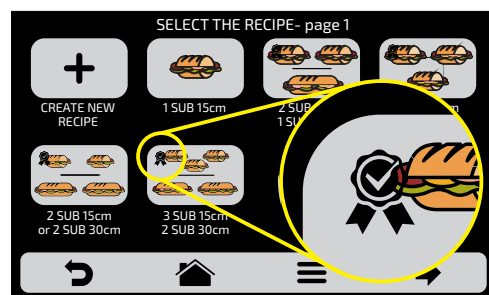 SELECT THE RECIPE- page 1
CREATE NEW
RECIPE
1 SUB 15cm
2 SUB
1 SU
2 SUB 15cm
or 2 SUB 30cm
3 SUB 15cm
2 SUB 30cm